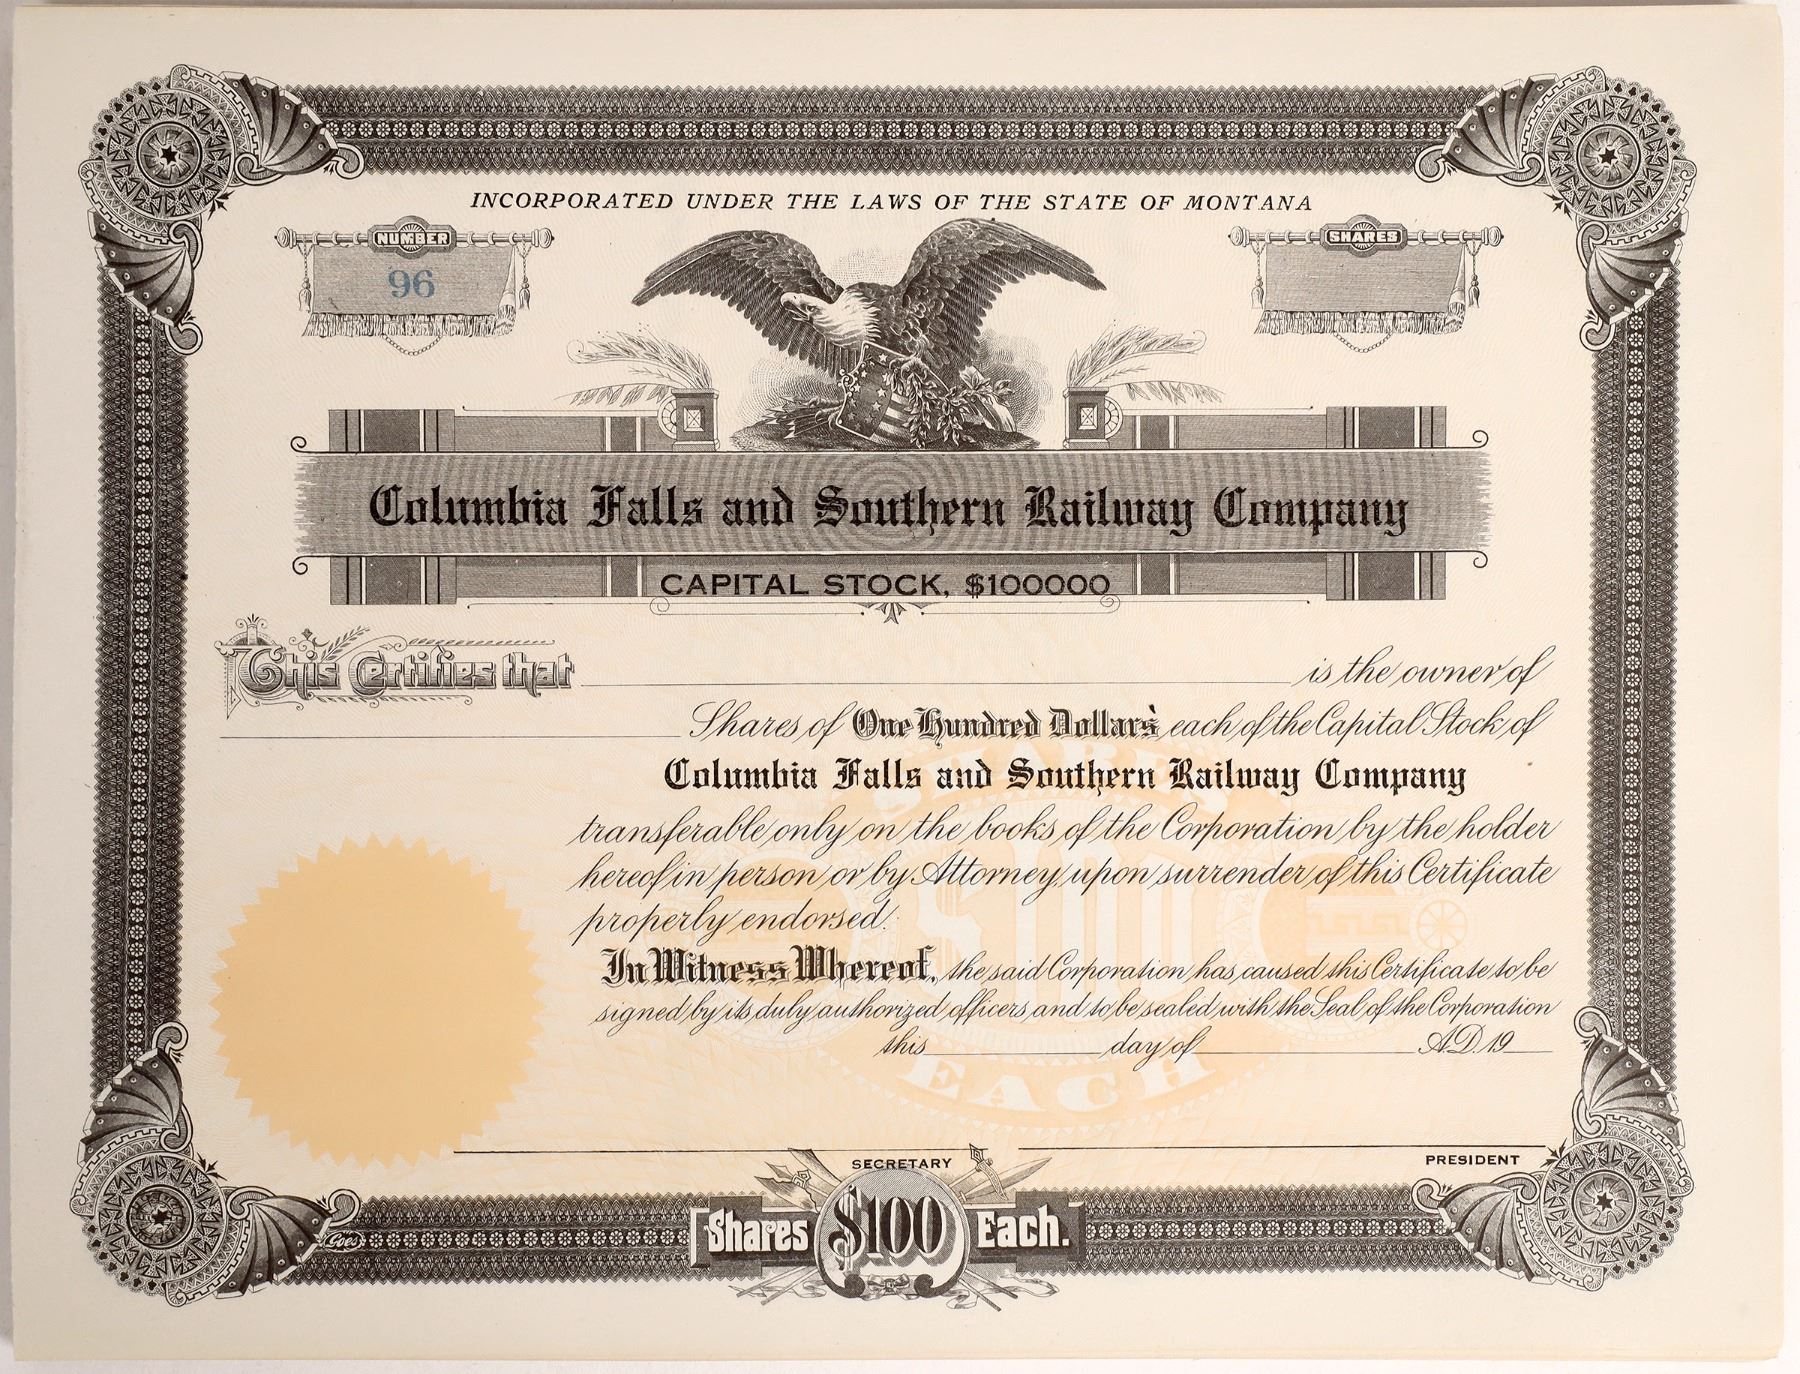 INCORPORATED UNDER THE LAWS OF THE STATE OF MONTANA
NUMBER
96
SHARES
Columbia Falls and Southern Railway Company
CAPITAL STOCK, $100000
This Certifies that is the owner of
Shares of One Hundred Dollars each of the Capital Stock of
Columbia Falls and Southern Railway Company
transferable only on the books of the Corporation by the holder
hereof in person or by Attorney, upon surrender of this Certificate
properly endorsed.
In Witness Whereof, the said Corporation has caused this Certificate to be
signed by its duly authorized officers and to be sealed with the Seal of the Corporation
this day of A.D. 19
SHARES
$100
EACH
SECRETARY
PRESIDENT
Goes
Shares $100 Each.